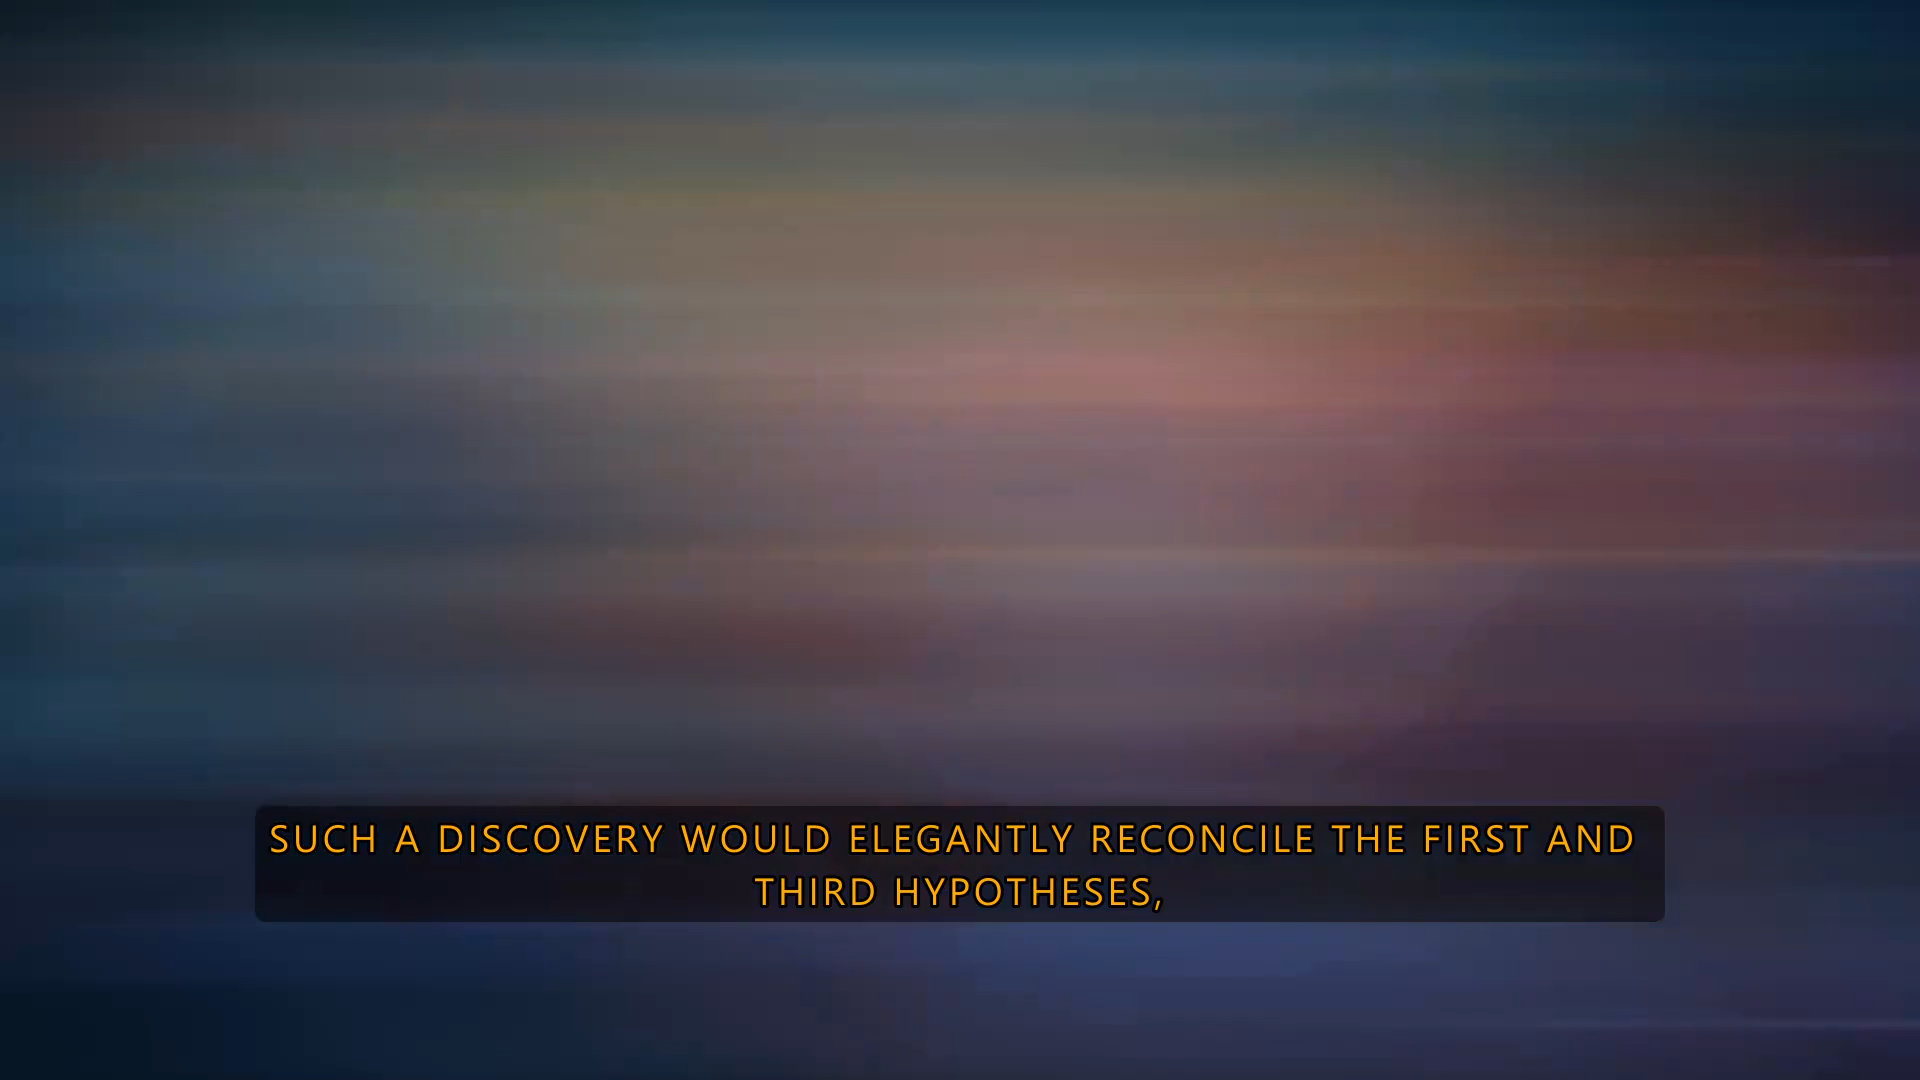 SUCH A DISCOVERY WOULD ELEGANTLY RECONCILE THE FIRST AND
THIRD HYPOTHESES,